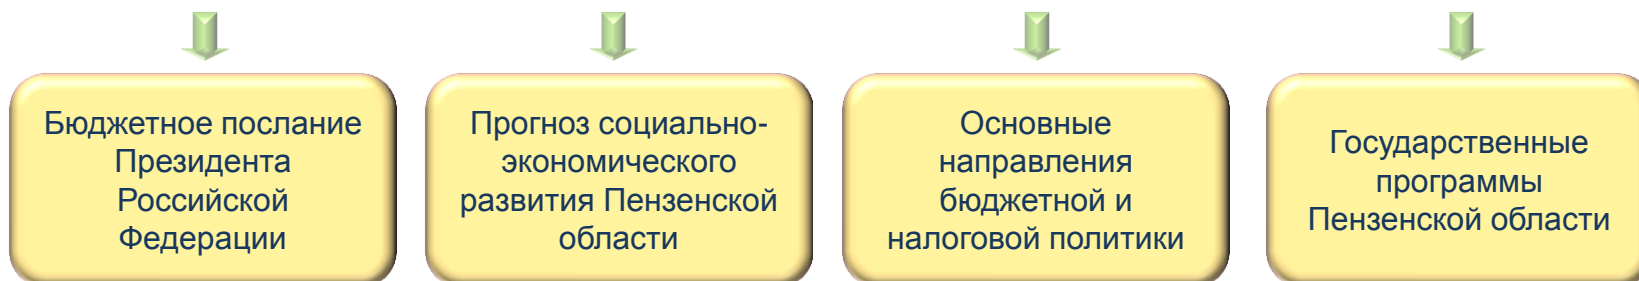 Бюджетное послание
Президента
Российской
Федерации
Прогноз социально-
экономического
развития Пензенской
области
Основные
направления
бюджетной и
налоговой политики
Государственные
программы
Пензенской области